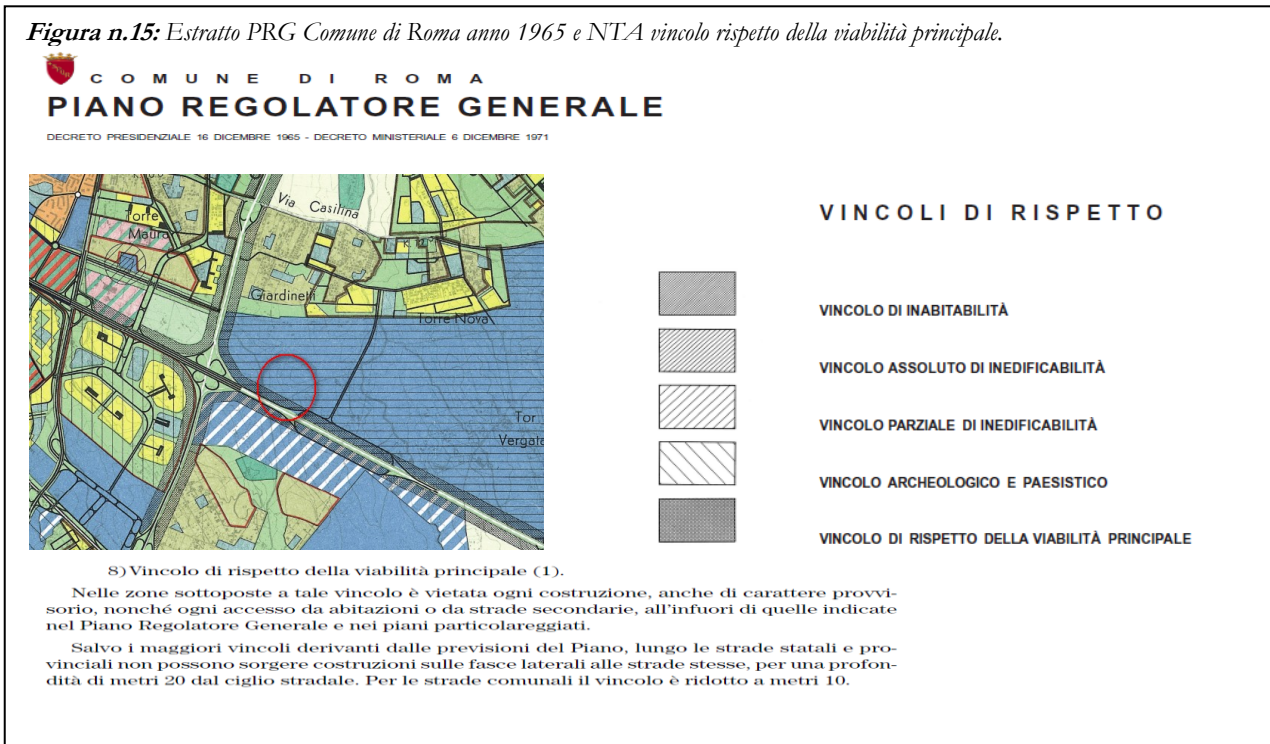 Figura n.15: Estratto PRG Comune di Roma anno 1965 e NTA vincolo rispetto della viabilità principale.
COMUNE DI ROMA
PIANO REGOLATORE GENERALE
DECRETO PRESIDENZIALE 16 DICEMBRE 1965 - DECRETO MINISTERIALE 6 DICEMBRE 1971
Via Casilina
Torre
Maura
Giardinetti
Torre Nova
Tor
Vergata
VINCOLI DI RISPETTO
VINCOLO DI INABITABILITÀ
VINCOLO ASSOLUTO DI INEDIFICABILITÀ
VINCOLO PARZIALE DI INEDIFICABILITÀ
VINCOLO ARCHEOLOGICO E PAESISTICO
VINCOLO DI RISPETTO DELLA VIABILITÀ PRINCIPALE
8) Vincolo di rispetto della viabilità principale (1).
Nelle zone sottoposte a tale vincolo è vietata ogni costruzione, anche di carattere provvi-
sorio, nonché ogni accesso da abitazioni o da strade secondarie, all'infuori di quelle indicate
nel Piano Regolatore Generale e nei piani particolareggiati.
Salvo i maggiori vincoli derivanti dalle previsioni del Piano, lungo le strade statali e pro-
vinciali non possono sorgere costruzioni sulle fasce laterali alle strade stesse, per una profon-
dità di metri 20 dal ciglio stradale. Per le strade comunali il vincolo è ridotto a metri 10.